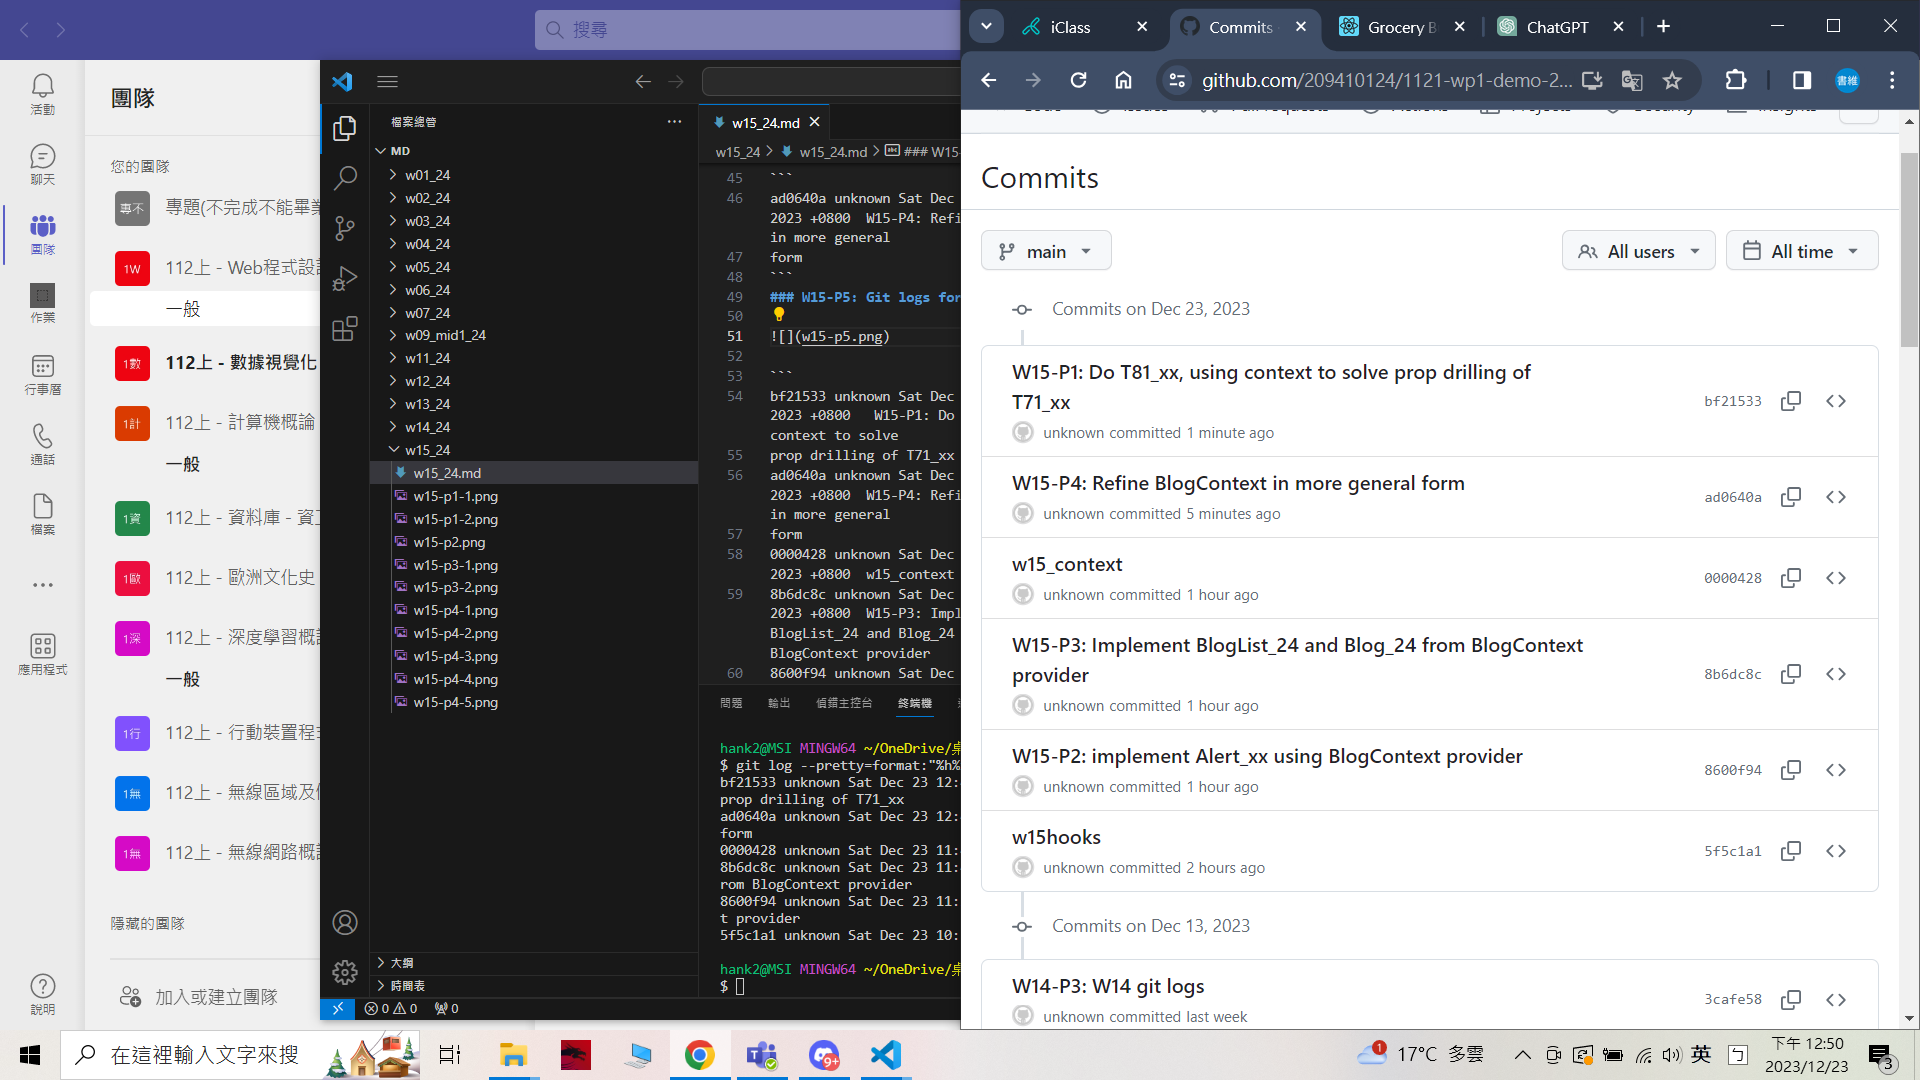 搜尋
活動
聊天
團隊
作業
行事曆
通話
檔案
應用程式
說明
團隊
您的團隊
專不 專題(不完成不能畢業
1W 112上 - Web程式設
一般
1數 112上 - 數據視覺化
1計 112上 - 計算機概論
一般
1資 112上 - 資料庫 - 資
1歐 112上 - 歐洲文化史
1深 112上 - 深度學習概
一般
1行 112上 - 行動裝置程
1無 112上 - 無線區域及
1無 112上 - 無線網路概
隱藏的團隊
加入或建立團隊
檔案總管
MD
w01_24
w02_24
w03_24
w04_24
w05_24
w06_24
w07_24
w09_mid1_24
w11_24
w12_24
w13_24
w14_24
w15_24
w15_24.md
w15-p1-1.png
w15-p1-2.png
w15-p2.png
w15-p3-1.png
w15-p3-2.png
w15-p4-1.png
w15-p4-2.png
w15-p4-3.png
w15-p4-4.png
w15-p4-5.png
大綱
時間表
0 0 0
w15_24.md
w15_24 > w15_24.md > ### W15-
45 ```
46 ad0640a unknown Sat Dec
2023 +0800 W15-P4: Refi
in more general
47 form
48 ```
49 ### W15-P5: Git logs for
50
51 ![](w15-p5.png)
52
53 ```
54 bf21533 unknown Sat Dec
2023 +0800 W15-P1: Do
context to solve
55 prop drilling of T71_xx
56 ad0640a unknown Sat Dec
2023 +0800 W15-P4: Refi
in more general
57 form
58 0000428 unknown Sat Dec
2023 +0800 w15_context
59 8b6dc8c unknown Sat Dec
2023 +0800 W15-P3: Impl
BlogList_24 and Blog_24
BlogContext provider
60 8600f94 unknown Sat Dec
問題 輸出 偵錯主控台 終端機
hank2@MSI MINGW64 ~/OneDrive/桌
$ git log --pretty=format:"%h%
bf21533 unknown Sat Dec 23 12:
prop drilling of T71_xx
ad0640a unknown Sat Dec 23 12:
form
0000428 unknown Sat Dec 23 11:
8b6dc8c unknown Sat Dec 23 11:
rom BlogContext provider
8600f94 unknown Sat Dec 23 11:
t provider
5f5c1a1 unknown Sat Dec 23 10:
hank2@MSI MINGW64 ~/OneDrive/桌
$
iClass
Commits
Grocery B
ChatGPT
github.com/209410124/1121-wp1-demo-2...
書維
Commits
main
All users
All time
Commits on Dec 23, 2023
W15-P1: Do T81_xx, using context to solve prop drilling of
T71_xx
bf21533
unknown committed 1 minute ago
W15-P4: Refine BlogContext in more general form
ad0640a
unknown committed 5 minutes ago
w15_context
0000428
unknown committed 1 hour ago
W15-P3: Implement BlogList_24 and Blog_24 from BlogContext
provider
8b6dc8c
unknown committed 1 hour ago
W15-P2: implement Alert_xx using BlogContext provider
8600f94
unknown committed 1 hour ago
w15hooks
5f5c1a1
unknown committed 2 hours ago
Commits on Dec 13, 2023
W14-P3: W14 git logs
3cafe58
unknown committed last week
在這裡輸入文字來搜
9+
1
17°C 多雲
英
ㄅ
下午 12:50
2023/12/23
3